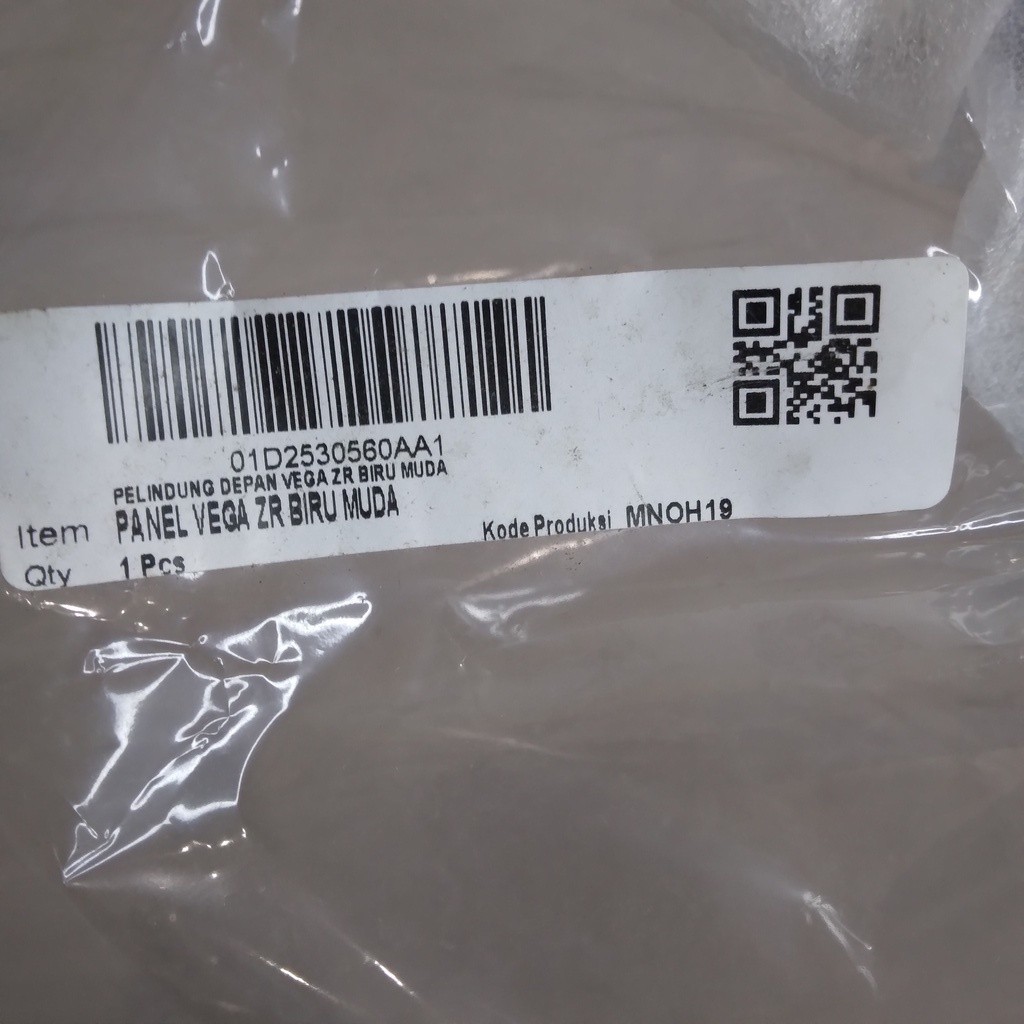 01D2530560AA1
PELINDUNG DEPAN VEGA ZR BIRU MUDA
Item PANEL VEGA ZR BIRU MUDA
Kode Produksi MNOH19
Qty 1 Pcs